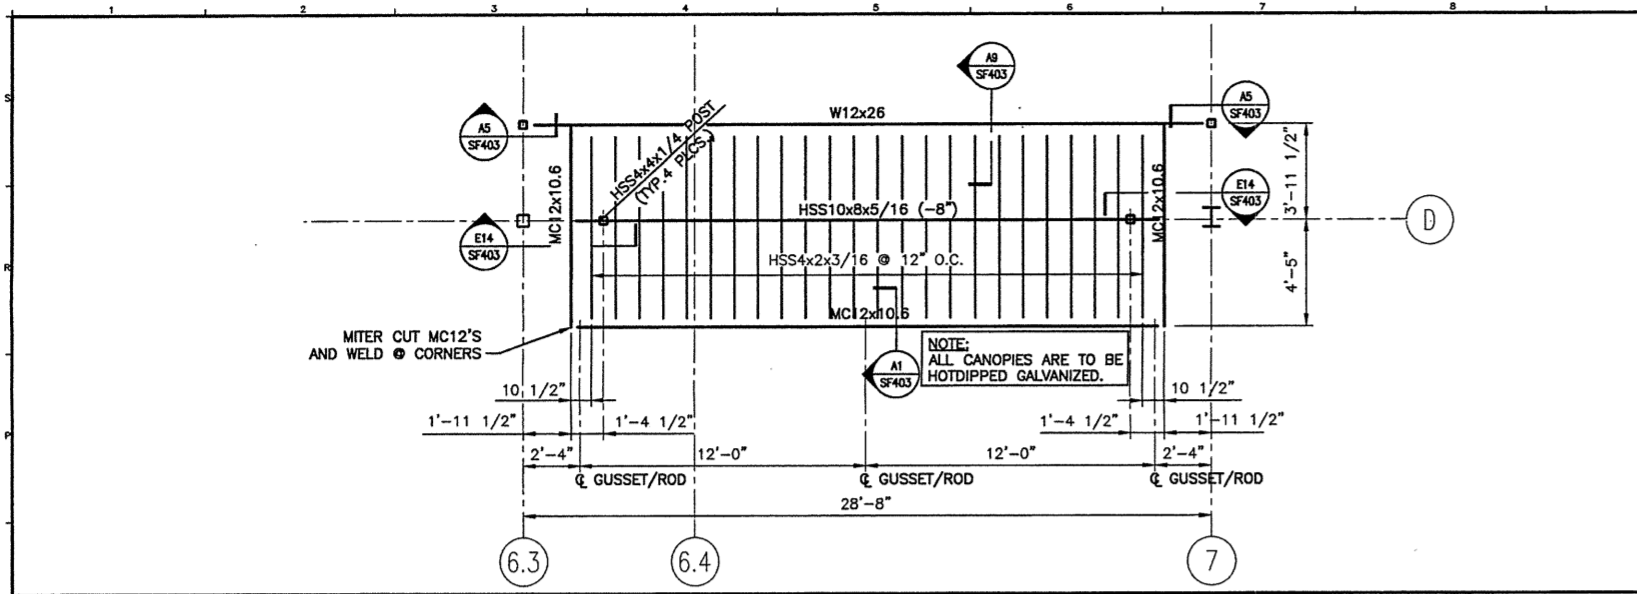 1 2 3 4 5 6 7 8
S
R
P
A9
SF403
A5
SF403
A5
SF403
W12x26
HSS4x4x1/4 POST
(TYP.4 PLCS.)
MC12x10.6
MC12x10.6
3'-11 1/2"
E14
SF403
E14
SF403
HSS10x8x5/16 (-8")
D
HSS4x2x3/16 @ 12" O.C.
4'-5"
MC12x10.6
MITER CUT MC12'S
AND WELD @ CORNERS
NOTE:
ALL CANOPIES ARE TO BE
HOTDIPPED GALVANIZED.
A1
SF403
10 1/2" 10 1/2"
1'-11 1/2" 1'-4 1/2" 1'-4 1/2" 1'-11 1/2"
2'-4" 12'-0" 12'-0" 2'-4"
℄ GUSSET/ROD ℄ GUSSET/ROD ℄ GUSSET/ROD
28'-8"
6.3 6.4 7